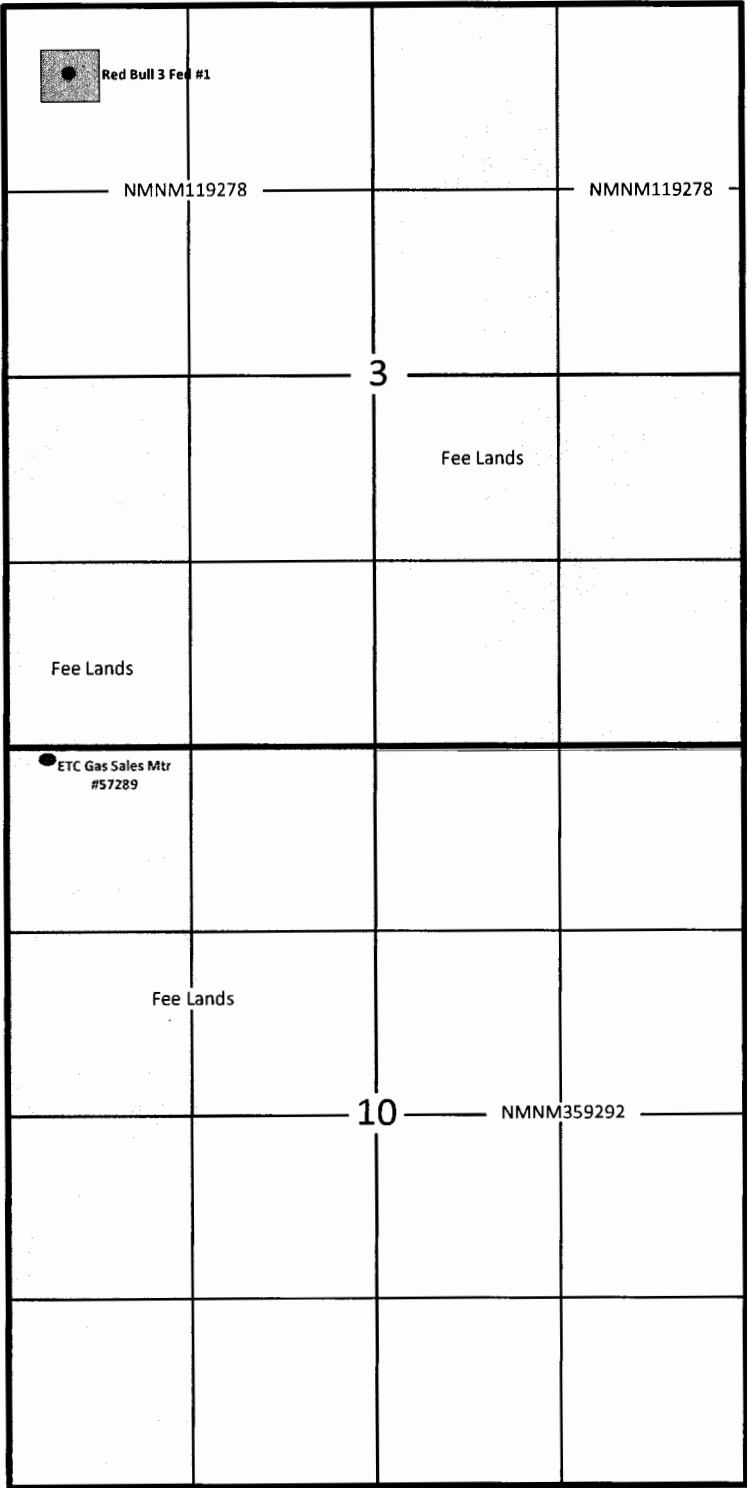 Red Bull 3 Fed #1
NMNM119278
NMNM119278
3
Fee Lands
Fee Lands
ETC Gas Sales Mtr
#57289
Fee Lands
10
NMNM359292